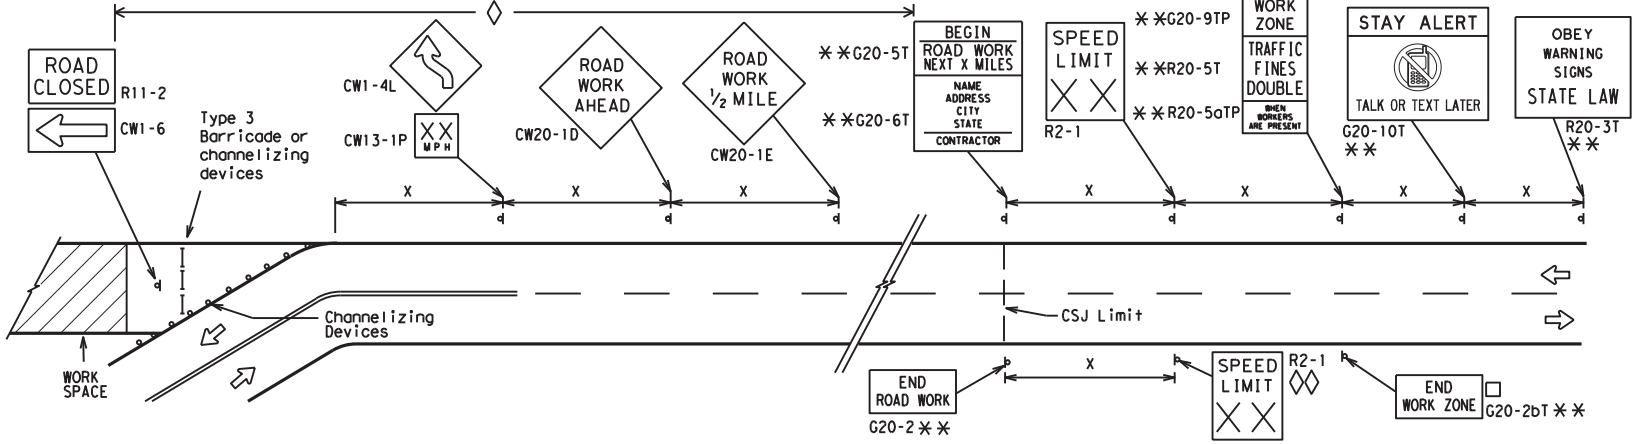 ROAD
CLOSED
R11-2
CW1-6
Type 3
Barricade or
channelizing
devices
CW1-4L
CW13-1P
X X
MPH
ROAD
WORK
AHEAD
CW20-1D
ROAD
WORK
1/2 MILE
CW20-1E
**G20-5T
**G20-6T
BEGIN
ROAD WORK
NEXT X MILES
NAME
ADDRESS
CITY
STATE
CONTRACTOR
SPEED
LIMIT
X X
R2-1
**G20-9TP
**R20-5T
**R20-5aTP
WORK
ZONE
TRAFFIC
FINES
DOUBLE
WHEN
WORKERS
ARE PRESENT
STAY ALERT
TALK OR TEXT LATER
G20-10T
**
OBEY
WARNING
SIGNS
STATE LAW
R20-3T
**
X
X
X
X
X
X
X
Channelizing
Devices
CSJ Limit
WORK
SPACE
END
ROAD WORK
G20-2 **
X
SPEED
LIMIT
X X
R2-1
END
WORK ZONE
G20-2bT **